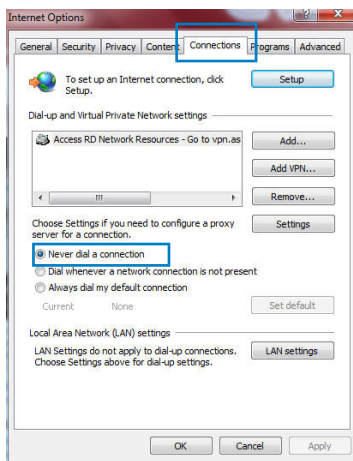 Internet Options
General Security Privacy Content Connections Programs Advanced
To set up an Internet connection, click
Setup.
Setup
Dial-up and Virtual Private Network settings
Access RD Network Resources - Go to vpn.as
Add...
Add VPN...
Remove...
Choose Settings if you need to configure a proxy
server for a connection.
Settings
Never dial a connection
Dial whenever a network connection is not present
Always dial my default connection
Current None
Set default
Local Area Network (LAN) settings
LAN Settings do not apply to dial-up connections.
Choose Settings above for dial-up settings.
LAN settings
OK Cancel Apply